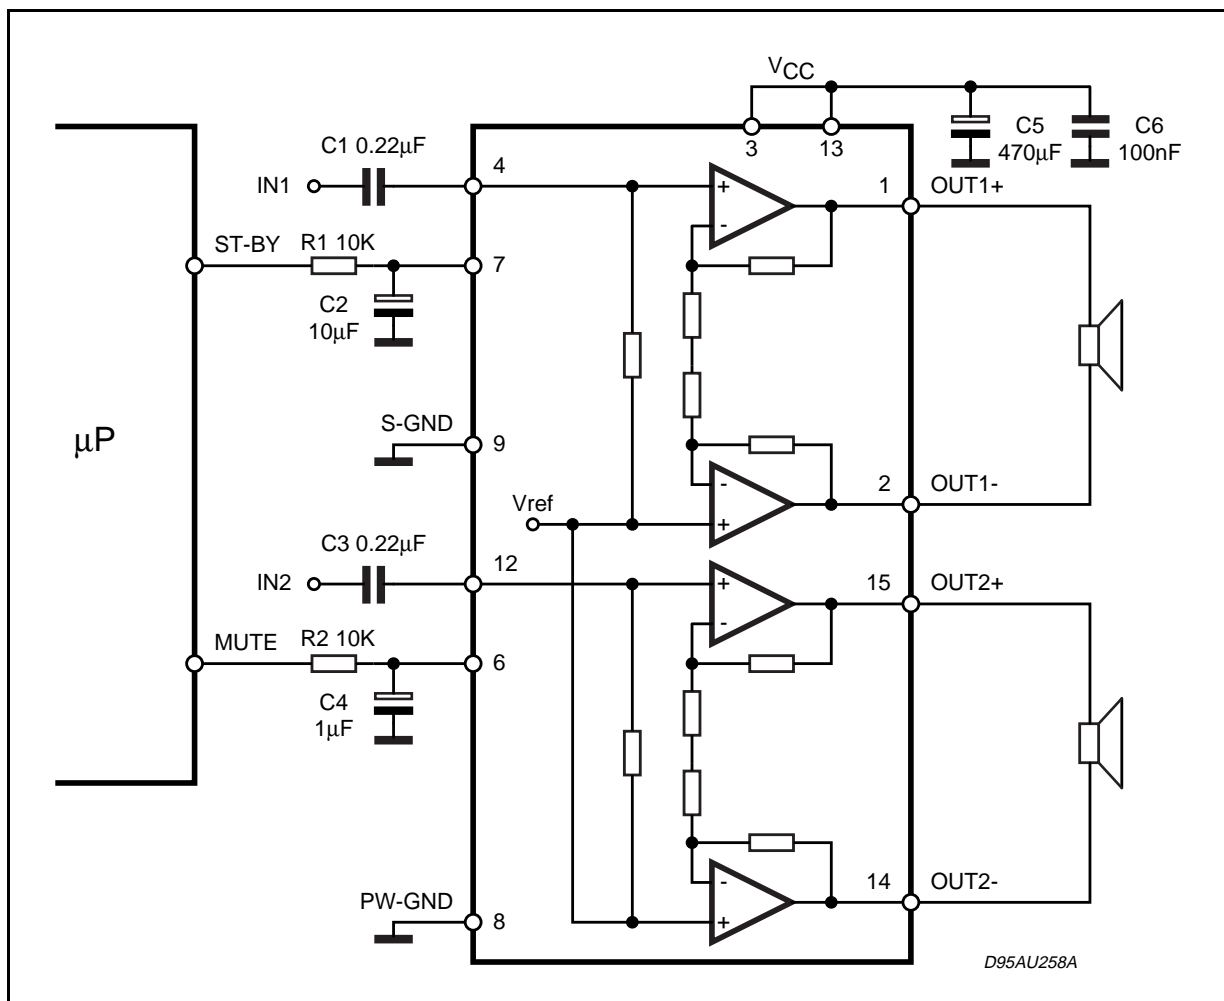 VCC
C1 0.22µF
4
3
13
C5
470µF
C6
100nF
IN1
+
-
1
OUT1+
ST-BY
R1 10K
7
C2
10µF
µP
S-GND
9
-
+
2
OUT1-
Vref
C3 0.22µF
IN2
12
+
-
15
OUT2+
MUTE
R2 10K
6
C4
1µF
PW-GND
8
-
+
14
OUT2-
D95AU258A